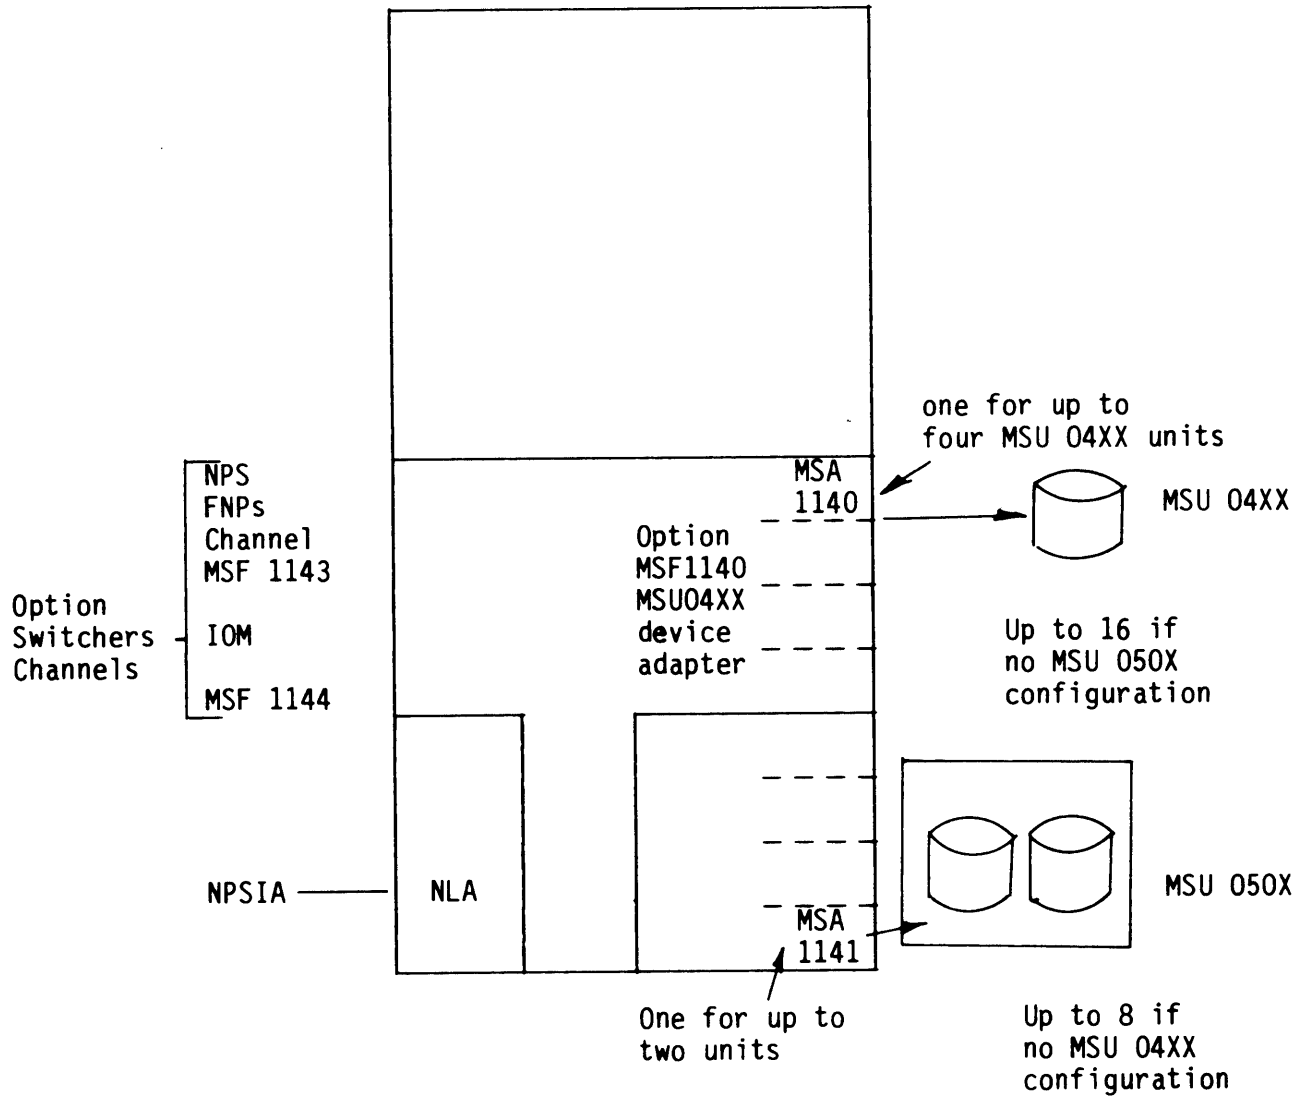 one for up to
four MSU 04XX units
MSA
1140
MSU 04XX
NPS
FNPs
Channel
MSF 1143
IOM
MSF 1144
Option
Switchers
Channels
Option
MSF1140
MSU04XX
device
adapter
Up to 16 if
no MSU 050X
configuration
NPSIA
NLA
MSA
1141
MSU 050X
One for up to
two units
Up to 8 if
no MSU 04XX
configuration